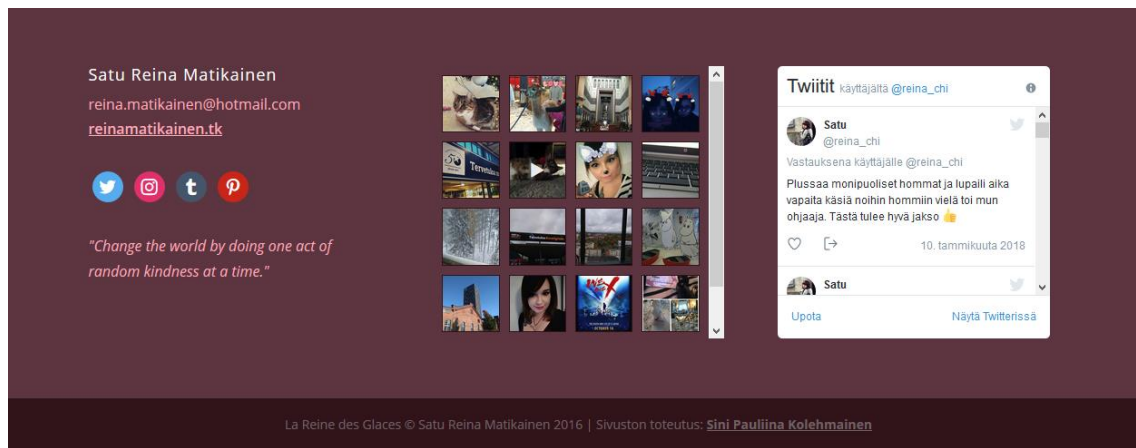 Satu Reina Matikainen
reina.matikainen@hotmail.com
reinamatikainen.tk
"Change the world by doing one act of
random kindness at a time."
50 Tervetuloa
Twiitit käyttäjältä @reina_chi
Satu
@reina_chi
Vastauksena käyttäjälle @reina_chi
Plussaa monipuoliset hommat ja lupaili aika
vapaita käsiä noihin hommiin vielä toi mun
ohjaaja. Tästä tulee hyvä jakso 👍
10. tammikuuta 2018
Satu
Upota
Näytä Twitterissä
La Reine des Glaces © Satu Reina Matikainen 2016 | Sivuston toteutus: Sini Pauliina Kolehmainen